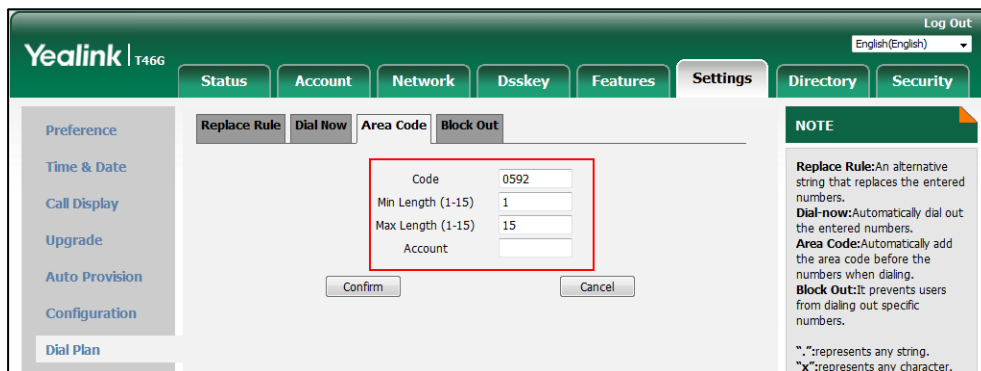 Log Out
English(English)
Yealink T46G
Status Account Network Dsskey Features Settings Directory Security
Preference
Time & Date
Call Display
Upgrade
Auto Provision
Configuration
Dial Plan
Replace Rule Dial Now Area Code Block Out
Code 0592
Min Length (1-15) 1
Max Length (1-15) 15
Account
Confirm Cancel
NOTE
Replace Rule:An alternative
string that replaces the entered
numbers.
Dial-now:Automatically dial out
the entered numbers.
Area Code:Automatically add
the area code before the
numbers when dialing.
Block Out:It prevents users
from dialing out specific
numbers.
".":represents any string.
"x":represents any character.